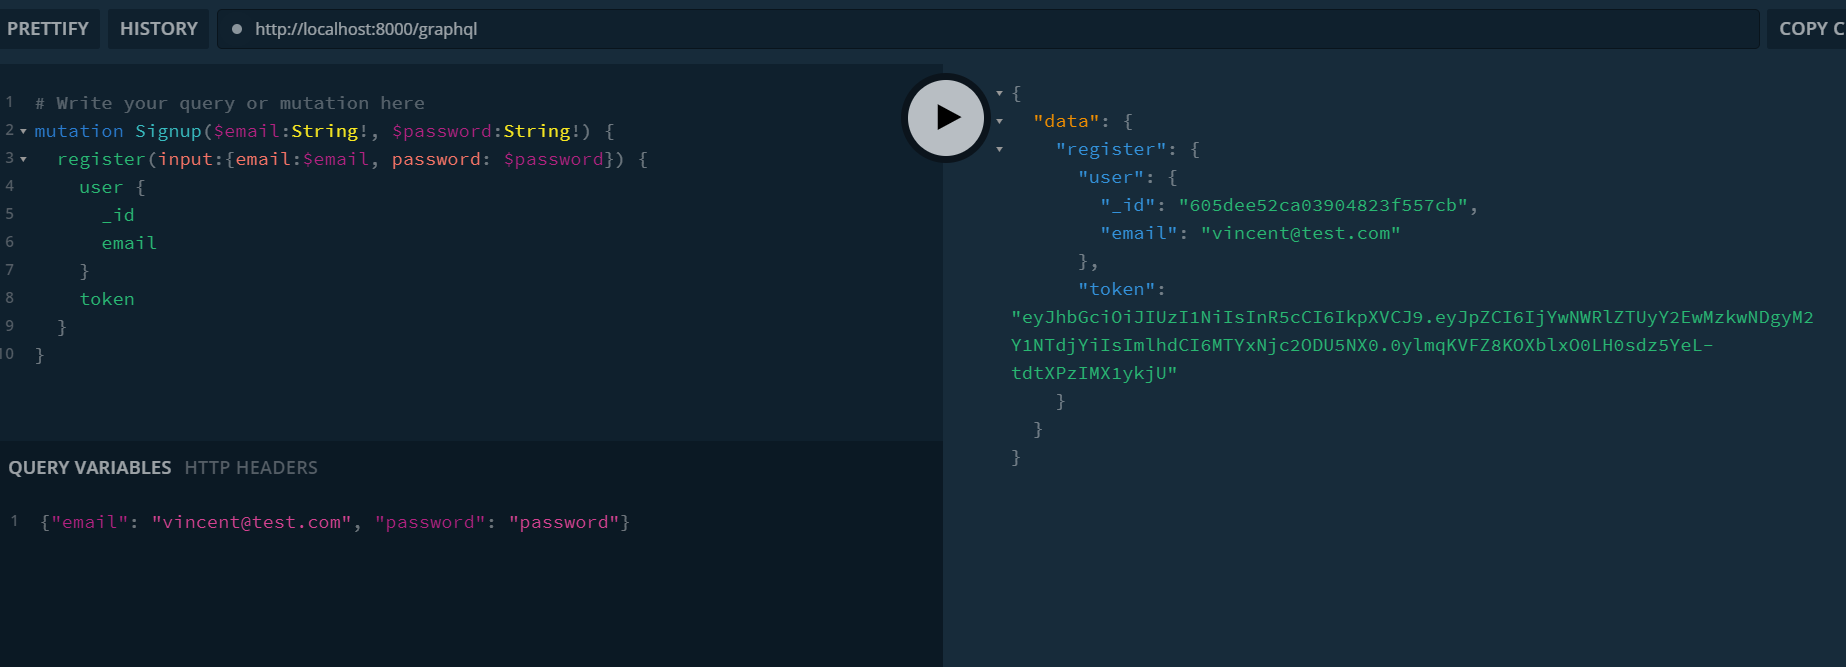 PRETTIFY HISTORY http://localhost:8000/graphql COPY C
1 # Write your query or mutation here
2 mutation Signup($email:String!, $password:String!) {
3 register(input:{email:$email, password: $password}) {
4 user {
5 _id
6 email
7 }
8 token
9 }
10 }
QUERY VARIABLES HTTP HEADERS
1 {"email": "vincent@test.com", "password": "password"}
{
"data": {
"register": {
"user": {
"_id": "605dee52ca03904823f557cb",
"email": "vincent@test.com"
},
"token":
"eyJhbGciOiJIUzI1NiIsInR5cCI6IkpXVCJ9.eyJpZCI6IjYwNWRlZTUyY2EwMzkwNDgyM2
Y1NTdjYiIsImlhdCI6MTYxNjc2ODU5NX0.0ylmqKVFZ8KOXblxO0LH0sdz5YeL-
tdtXPzIMX1ykjU"
}
}
}